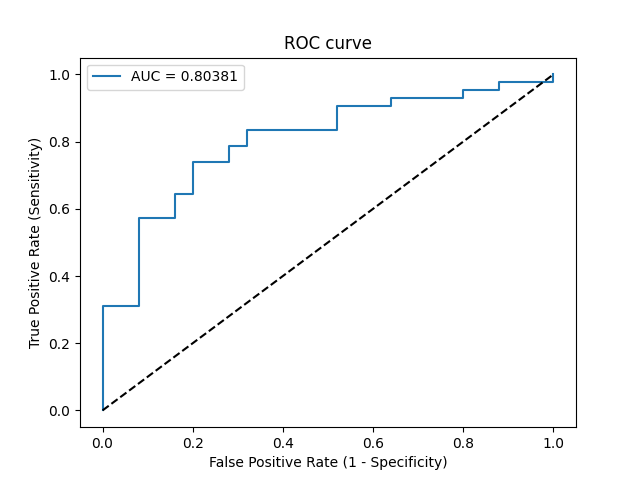 ROC curve
AUC = 0.80381
True Positive Rate (Sensitivity)
1.0
0.8
0.6
0.4
0.2
0.0
0.0 0.2 0.4 0.6 0.8 1.0
False Positive Rate (1 - Specificity)